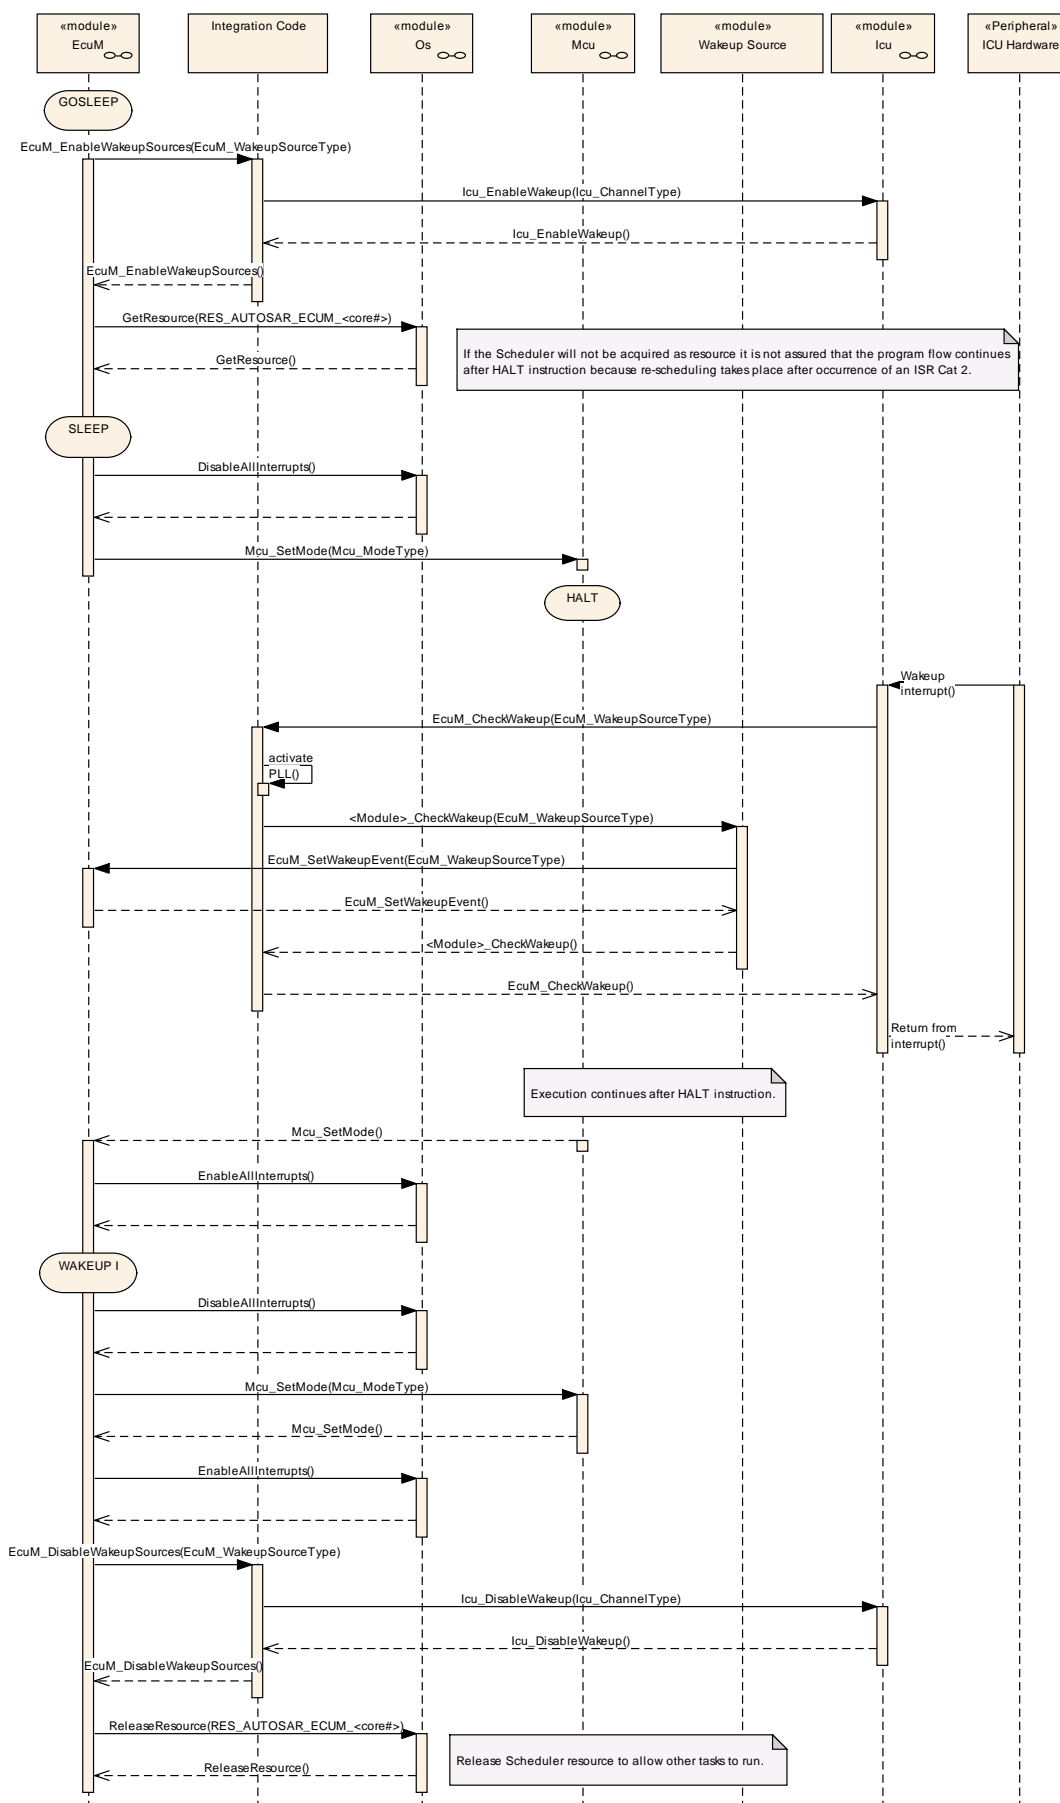 «module»
EcuM
Integration Code
«module»
Os
«module»
Mcu
«module»
Wakeup Source
«module»
Icu
«Peripheral»
ICU Hardware
GOSLEEP
EcuM_EnableWakeupSources(EcuM_WakeupSourceType)
Icu_EnableWakeup(Icu_ChannelType)
Icu_EnableWakeup()
EcuM_EnableWakeupSources()
GetResource(RES_AUTOSAR_ECUM_<core#>)
GetResource()
If the Scheduler will not be acquired as resource it is not assured that the program flow continues
after HALT instruction because re-scheduling takes place after occurrence of an ISR Cat 2.
SLEEP
DisableAllInterrupts()
Mcu_SetMode(Mcu_ModeType)
HALT
Wakeup
interrupt()
EcuM_CheckWakeup(EcuM_WakeupSourceType)
activate
PLL()
<Module>_CheckWakeup(EcuM_WakeupSourceType)
EcuM_SetWakeupEvent(EcuM_WakeupSourceType)
EcuM_SetWakeupEvent()
<Module>_CheckWakeup()
EcuM_CheckWakeup()
Return from
interrupt()
Execution continues after HALT instruction.
Mcu_SetMode()
EnableAllInterrupts()
WAKEUP I
DisableAllInterrupts()
Mcu_SetMode(Mcu_ModeType)
Mcu_SetMode()
EnableAllInterrupts()
EcuM_DisableWakeupSources(EcuM_WakeupSourceType)
Icu_DisableWakeup(Icu_ChannelType)
Icu_DisableWakeup()
EcuM_DisableWakeupSources()
ReleaseResource(RES_AUTOSAR_ECUM_<core#>)
Release Scheduler resource to allow other tasks to run.
ReleaseResource()